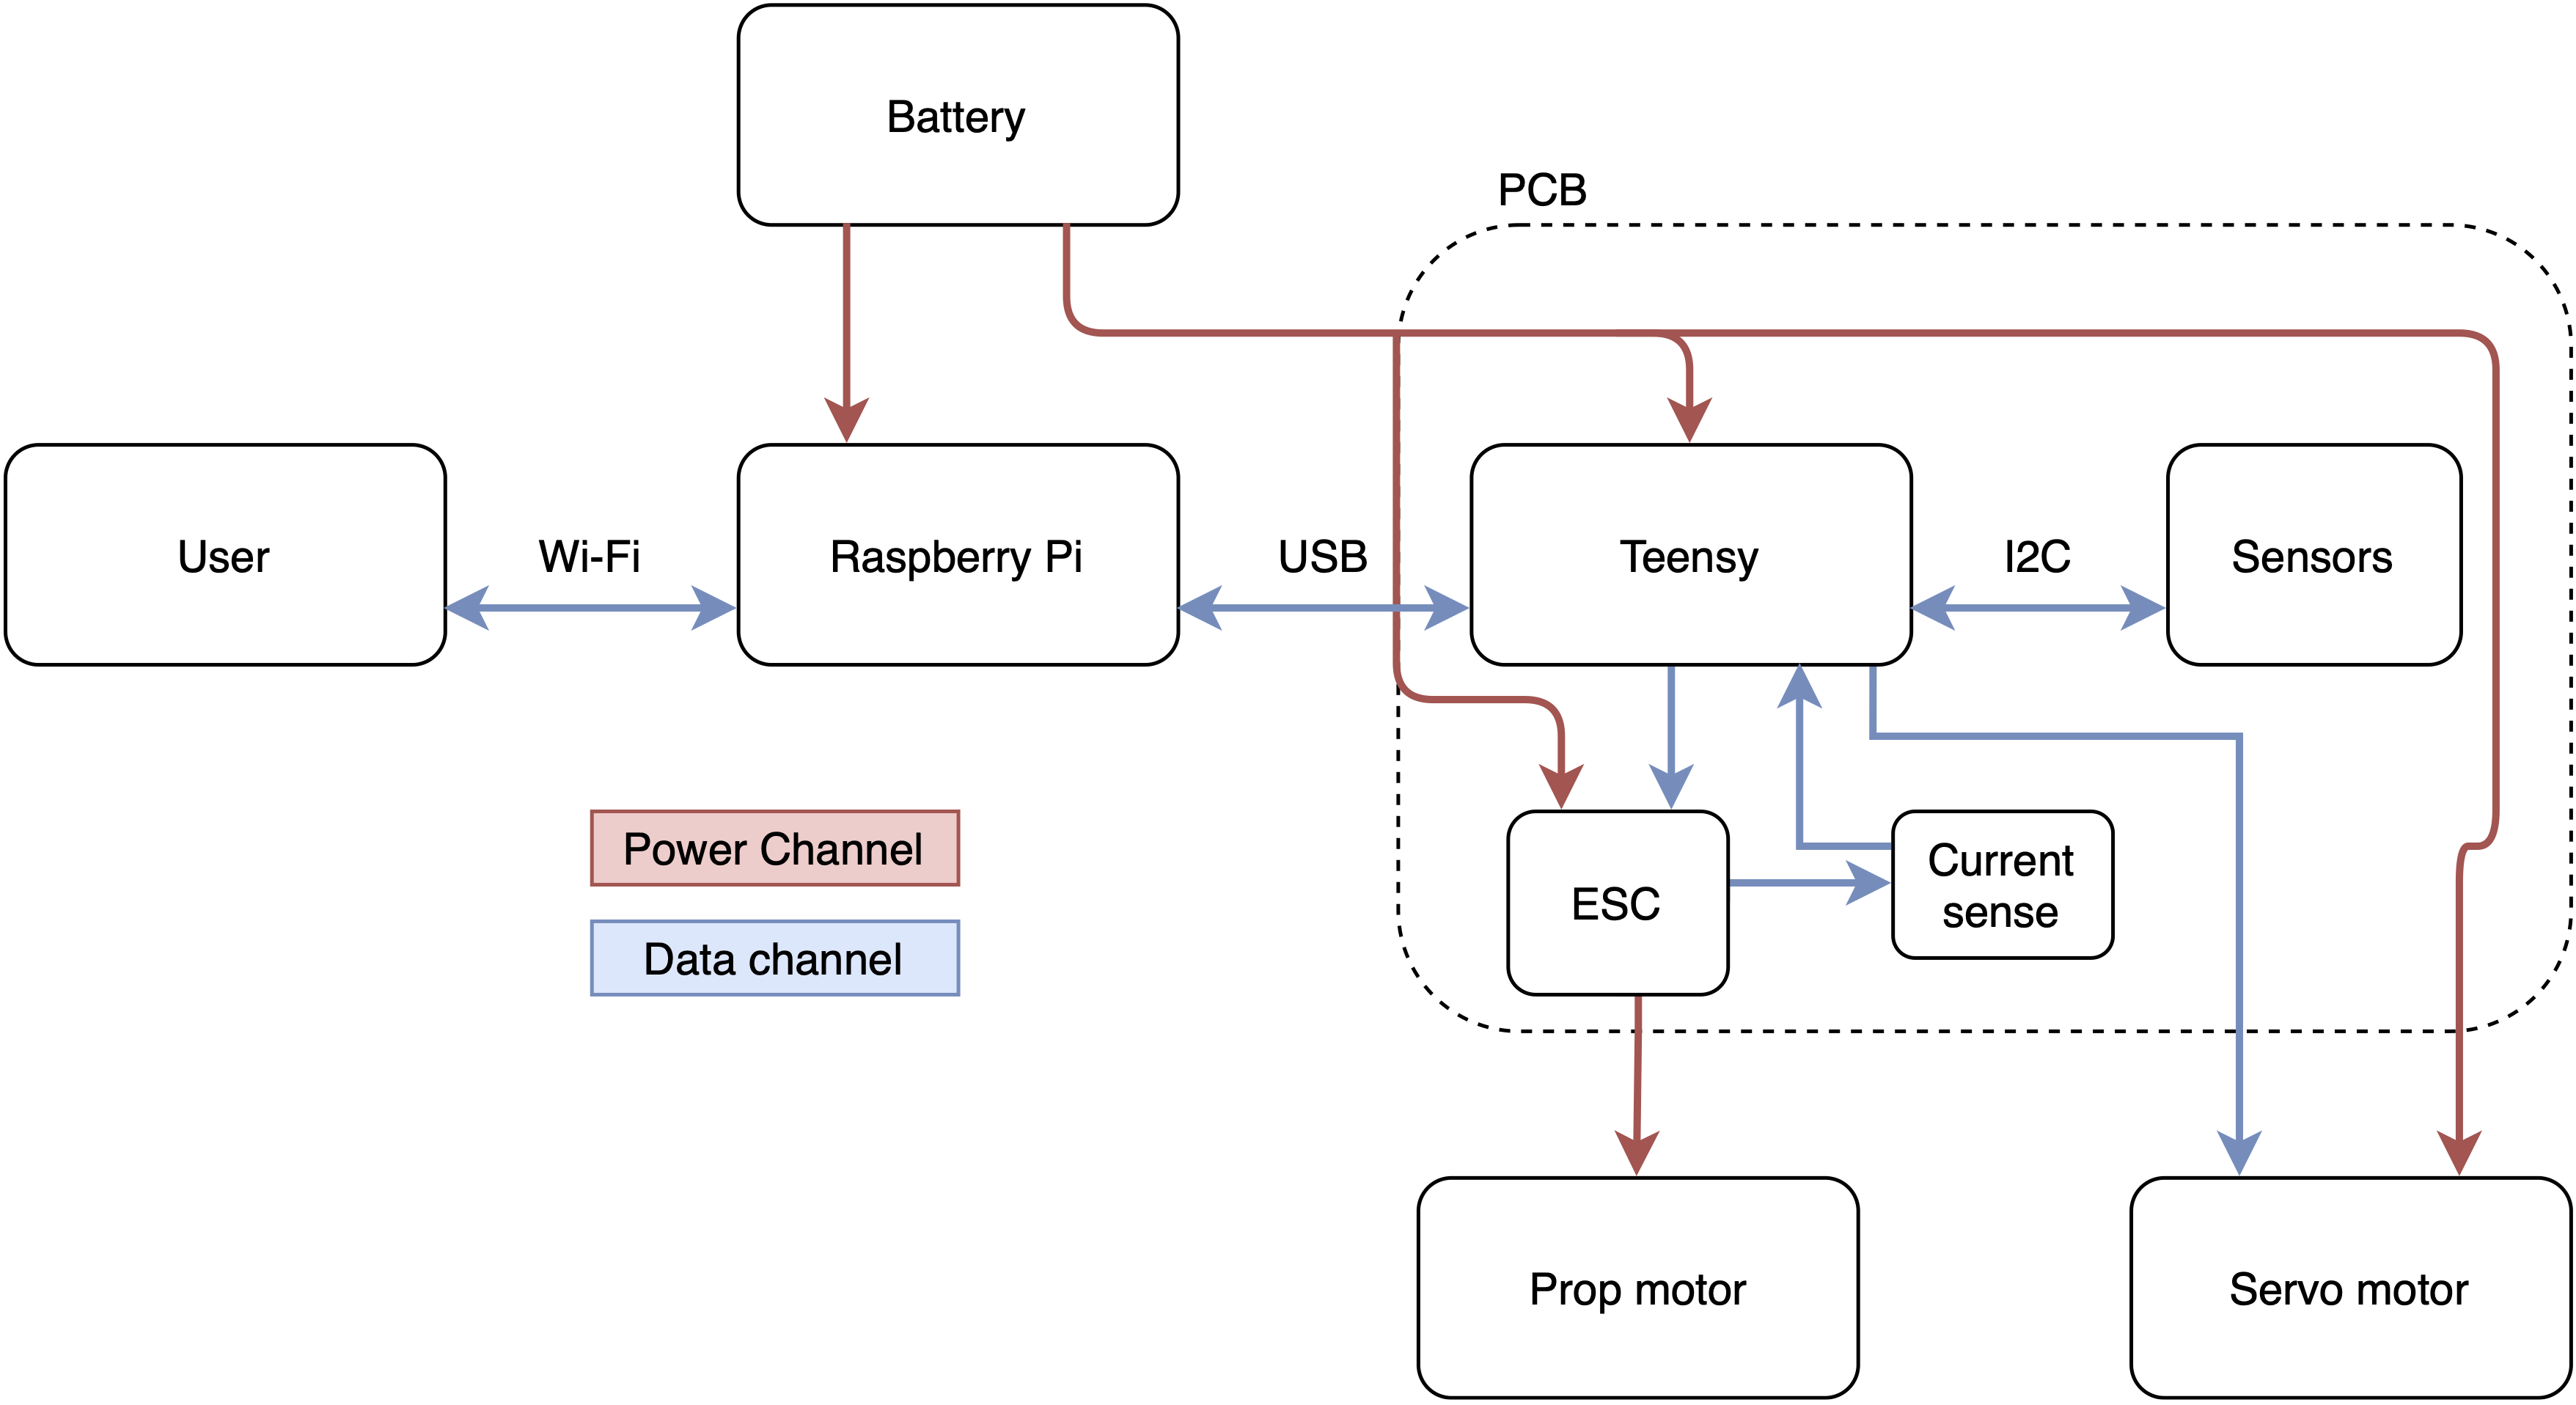 Battery
PCB
User
Wi-Fi
Raspberry Pi
USB
Teensy
I2C
Sensors
Power Channel
Data channel
ESC
Current
sense
Prop motor
Servo motor